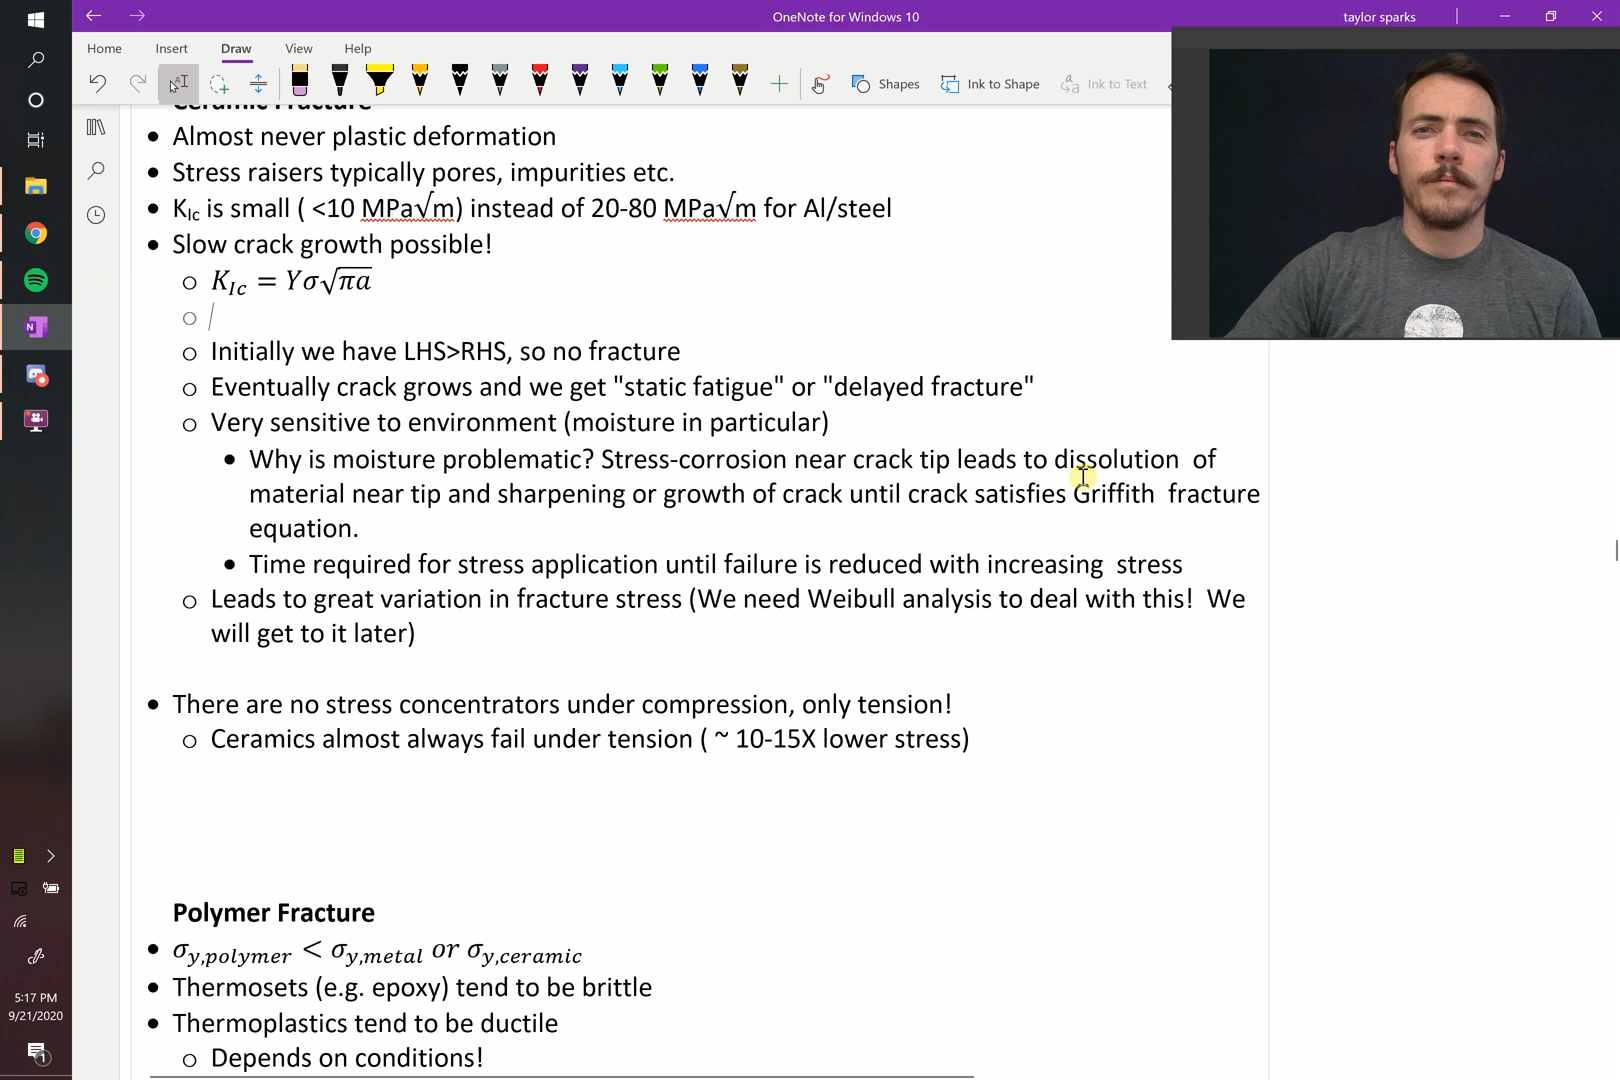 OneNote for Windows 10
taylor sparks
Home Insert Draw View Help
Shapes
Ink to Shape
Ink to Text
Ceramic Fracture
• Almost never plastic deformation
• Stress raisers typically pores, impurities etc.
• K_Ic is small ( <10 MPa√m) instead of 20-80 MPa√m for Al/steel
• Slow crack growth possible!
○ K_Ic = Yσ√πa
○
○ Initially we have LHS>RHS, so no fracture
○ Eventually crack grows and we get "static fatigue" or "delayed fracture"
○ Very sensitive to environment (moisture in particular)
• Why is moisture problematic? Stress-corrosion near crack tip leads to dissolution of
material near tip and sharpening or growth of crack until crack satisfies Griffith fracture
equation.
• Time required for stress application until failure is reduced with increasing stress
○ Leads to great variation in fracture stress (We need Weibull analysis to deal with this! We
will get to it later)
• There are no stress concentrators under compression, only tension!
○ Ceramics almost always fail under tension ( ~ 10-15X lower stress)
Polymer Fracture
• σ_y,polymer < σ_y,metal or σ_y,ceramic
• Thermosets (e.g. epoxy) tend to be brittle
• Thermoplastics tend to be ductile
○ Depends on conditions!
5:17 PM
9/21/2020
1